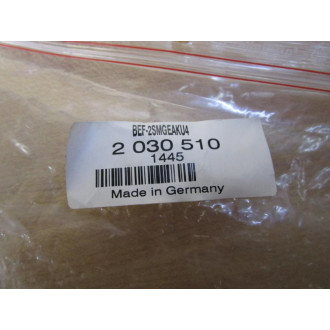 BEF-2SMGEAKU4
2 030 510
1445
Made in Germany